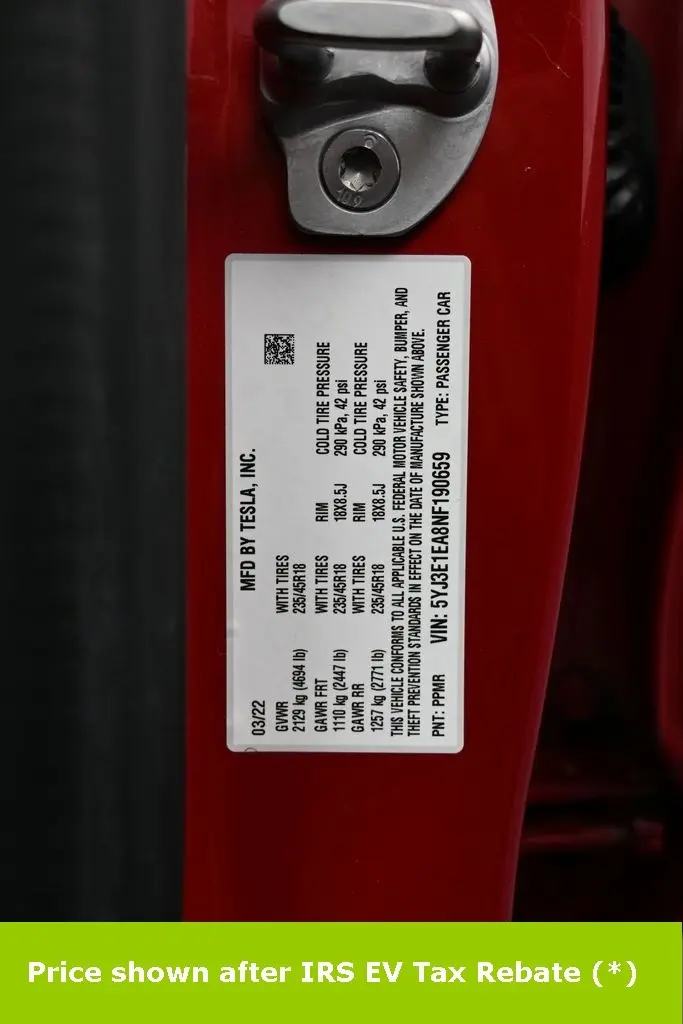 10.9
MFD BY TESLA, INC.
03/22
GVWR WITH TIRES
2129 kg (4694 lb) 235/45R18
GAWR FRT WITH TIRES RIM COLD TIRE PRESSURE
1110 kg (2447 lb) 235/45R18 18X8.5J 290 kPa, 42 psi
GAWR RR WITH TIRES RIM COLD TIRE PRESSURE
1257 kg (2771 lb) 235/45R18 18X8.5J 290 kPa, 42 psi
THIS VEHICLE CONFORMS TO ALL APPLICABLE U.S. FEDERAL MOTOR VEHICLE SAFETY, BUMPER, AND
THEFT PREVENTION STANDARDS IN EFFECT ON THE DATE OF MANUFACTURE SHOWN ABOVE.
PNT: PPMR VIN: 5YJ3E1EA8NF190659 TYPE: PASSENGER CAR
Price shown after IRS EV Tax Rebate (*)